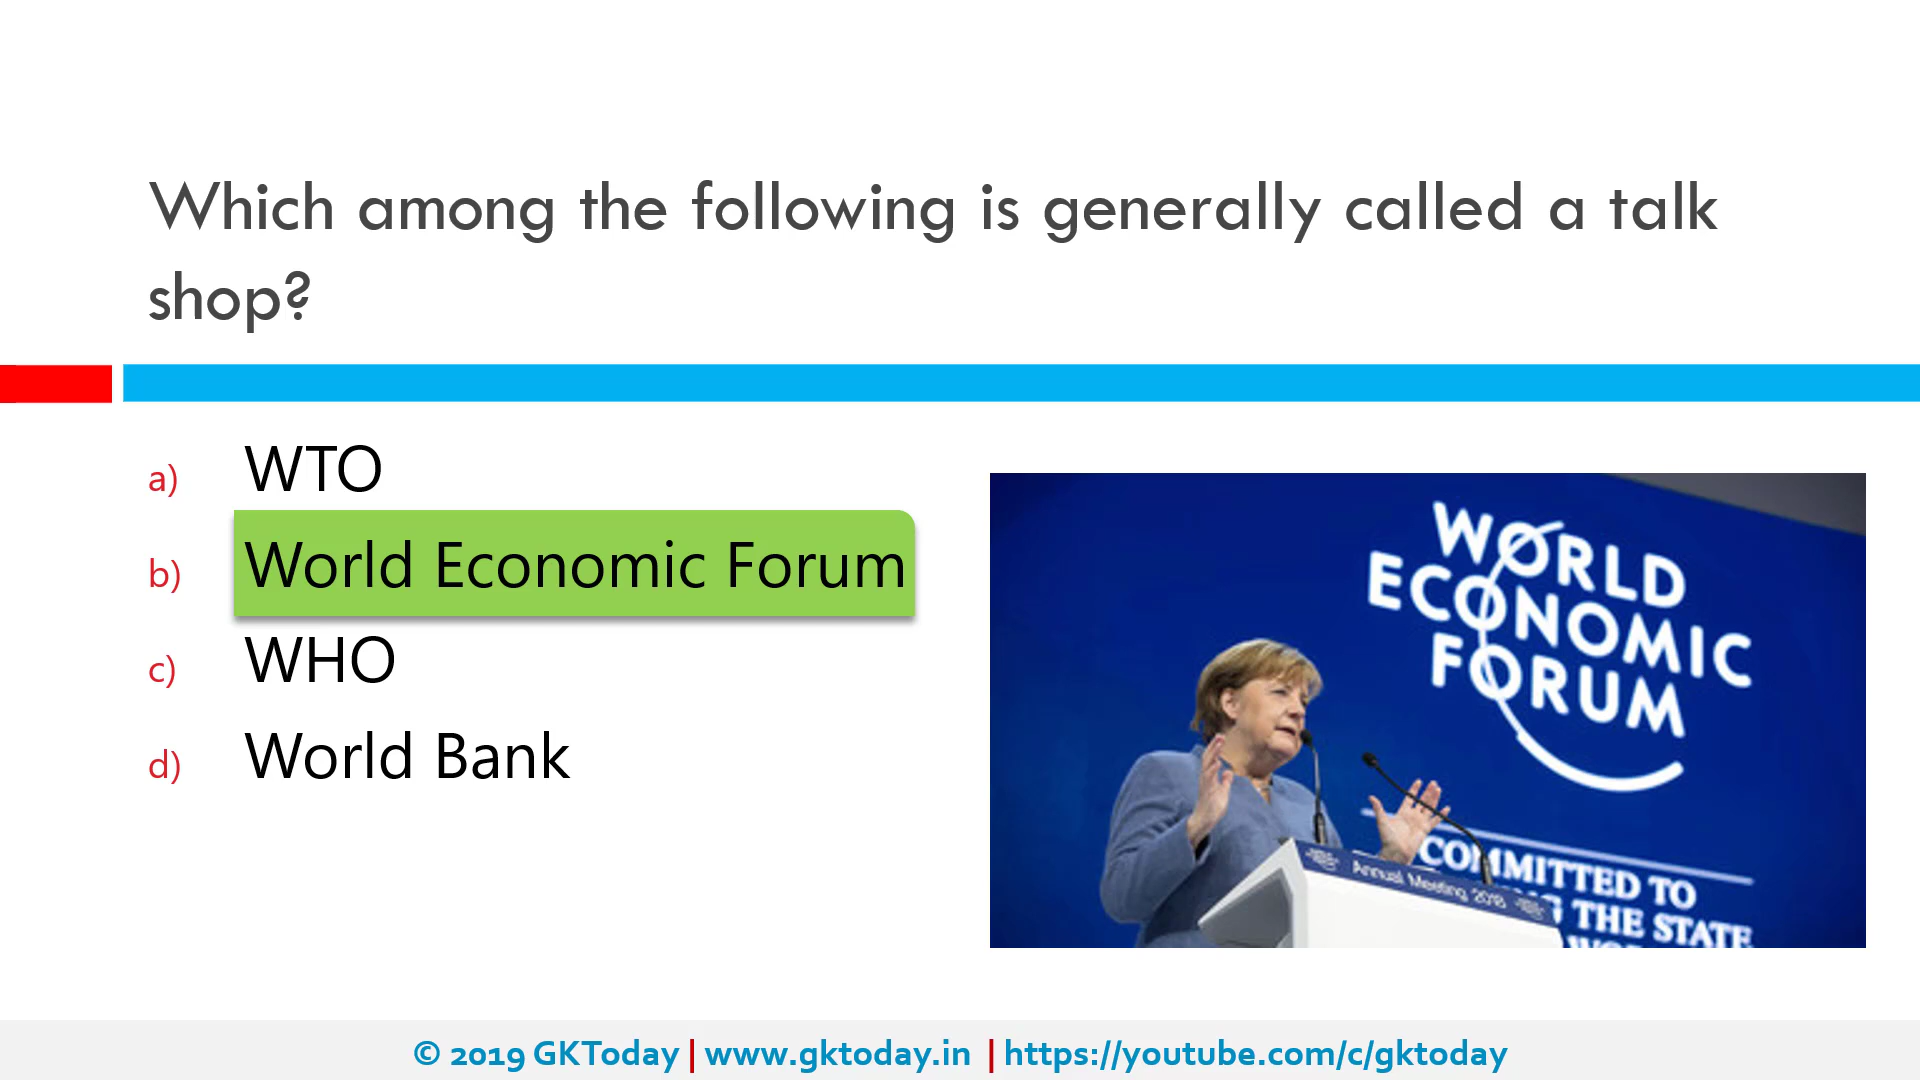 Which among the following is generally called a talk
shop?
a) WTO
b) World Economic Forum
c) WHO
d) World Bank
WORLD
ECONOMIC
FORUM
COMMITTED TO
THE STATE
Annual Meeting 2018
© 2019 GKToday | www.gktoday.in | https://youtube.com/c/gktoday